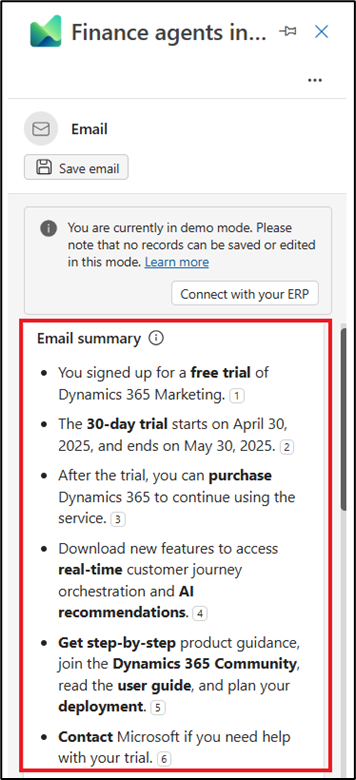 Finance agents in...
Email
Save email
You are currently in demo mode. Please
note that no records can be saved or edited
in this mode. Learn more
Connect with your ERP
Email summary
• You signed up for a free trial of
Dynamics 365 Marketing. 1
• The 30-day trial starts on April 30,
2025, and ends on May 30, 2025. 2
• After the trial, you can purchase
Dynamics 365 to continue using the
service. 3
• Download new features to access
real-time customer journey
orchestration and AI
recommendations. 4
• Get step-by-step product guidance,
join the Dynamics 365 Community,
read the user guide, and plan your
deployment. 5
• Contact Microsoft if you need help
with your trial. 6